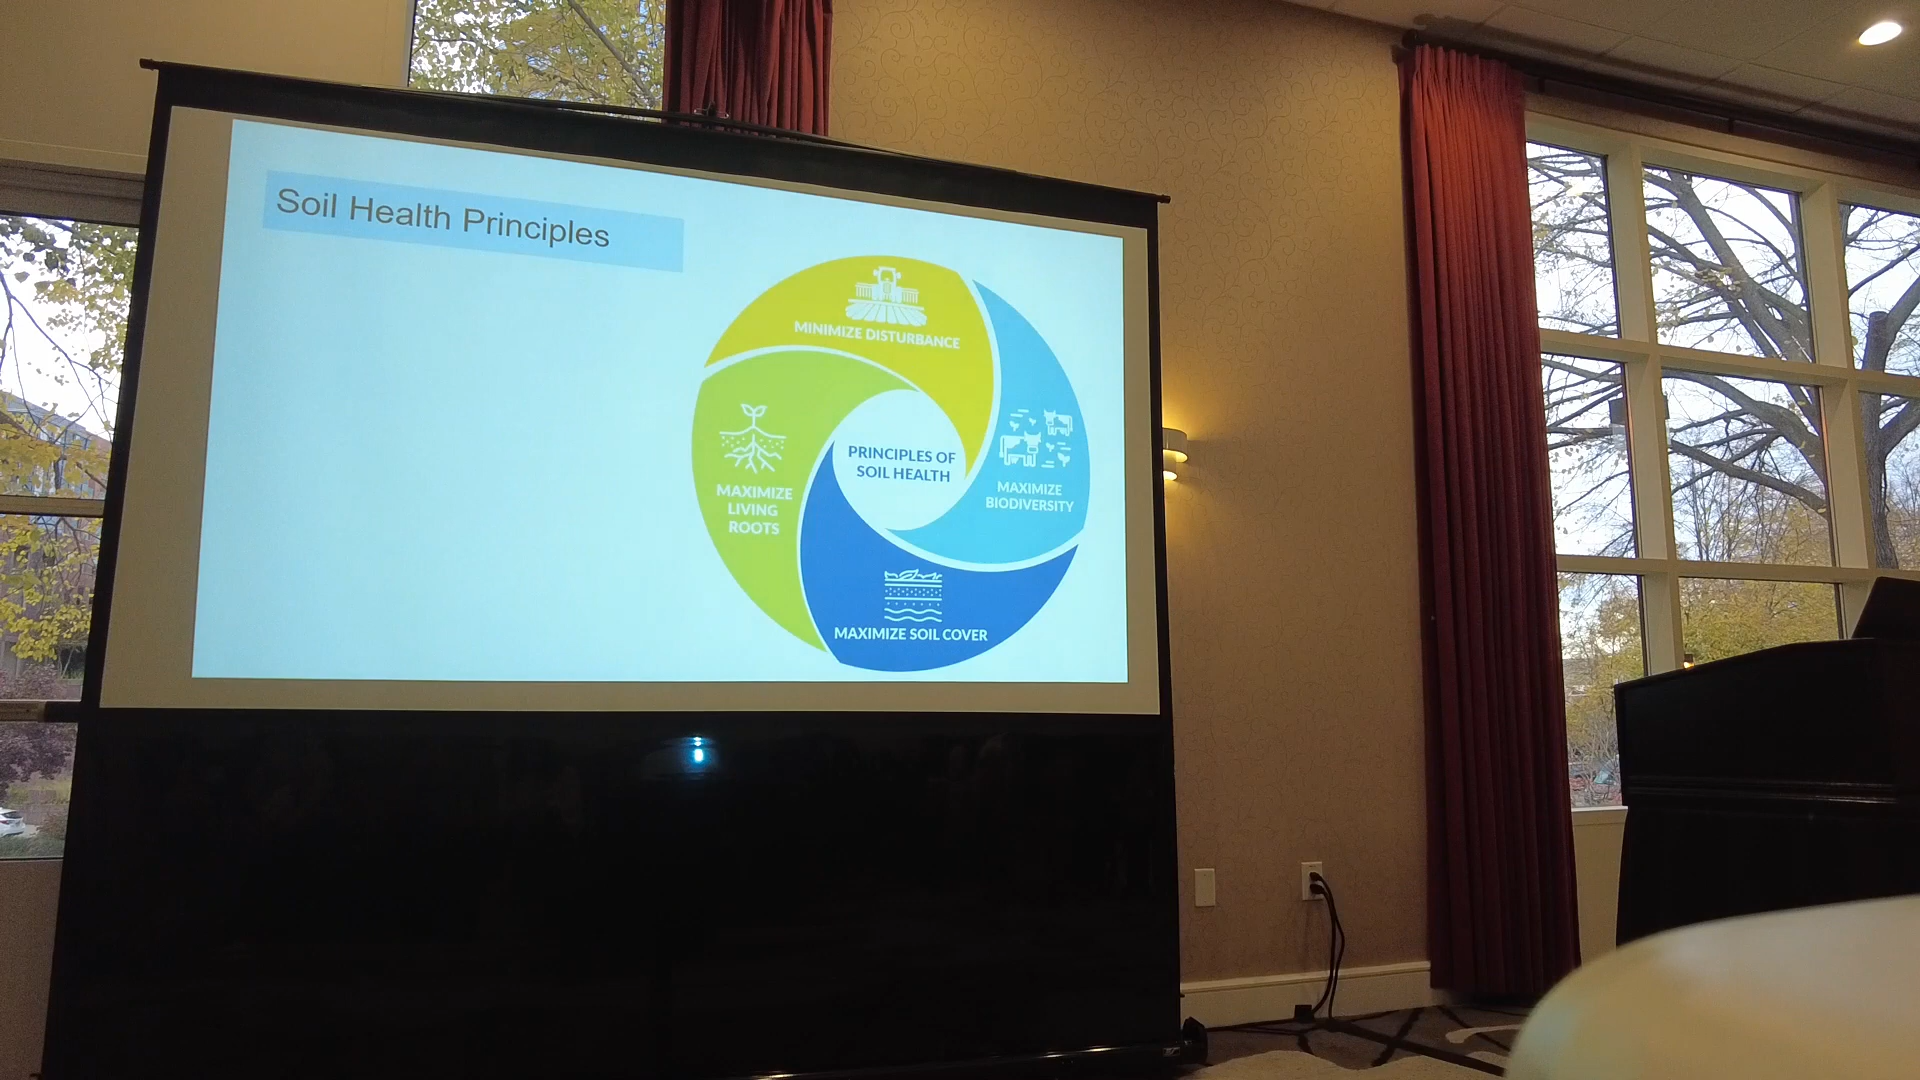 Soil Health Principles
MINIMIZE DISTURBANCE
MAXIMIZE
BIODIVERSITY
MAXIMIZE SOIL COVER
MAXIMIZE
LIVING
ROOTS
PRINCIPLES OF
SOIL HEALTH